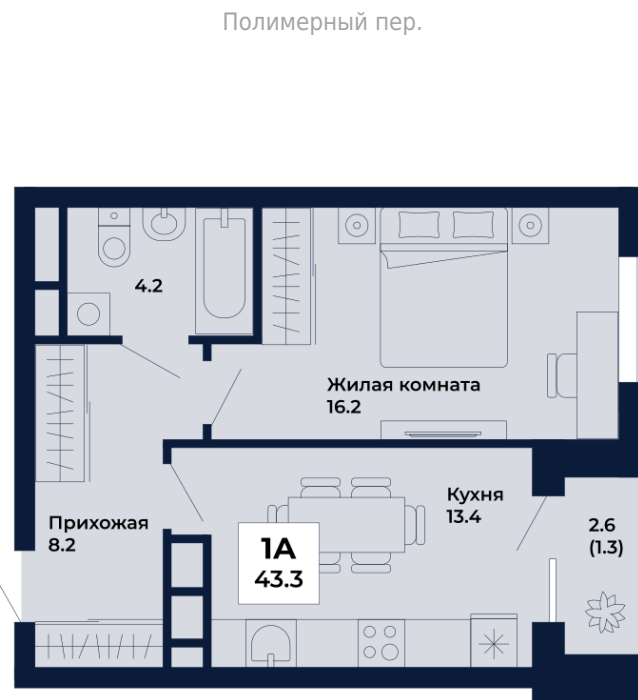 Полимерный пер.
4.2
Жилая комната
16.2
Кухня
13.4
Прихожая
8.2
1А
43.3
2.6
(1.3)